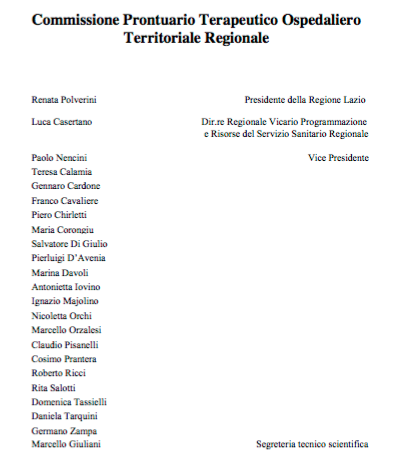 Commissione Prontuario Terapeutico Ospedaliero
Territoriale Regionale
Renata Polverini Presidente della Regione Lazio
Luca Casertano Dir.re Regionale Vicario Programmazione
e Risorse del Servizio Sanitario Regionale
Paolo Nencini Vice Presidente
Teresa Calamia
Gennaro Cardone
Franco Cavaliere
Piero Chirletti
Maria Corongiu
Salvatore Di Giulio
Pierluigi D'Avenia
Marina Davoli
Antonietta Iovino
Ignazio Majolino
Nicoletta Orchi
Marcello Orzalesi
Claudio Pisanelli
Cosimo Prantera
Roberto Ricci
Rita Salotti
Domenica Tassielli
Daniela Tarquini
Germano Zampa
Marcello Giuliani Segreteria tecnico scientifica